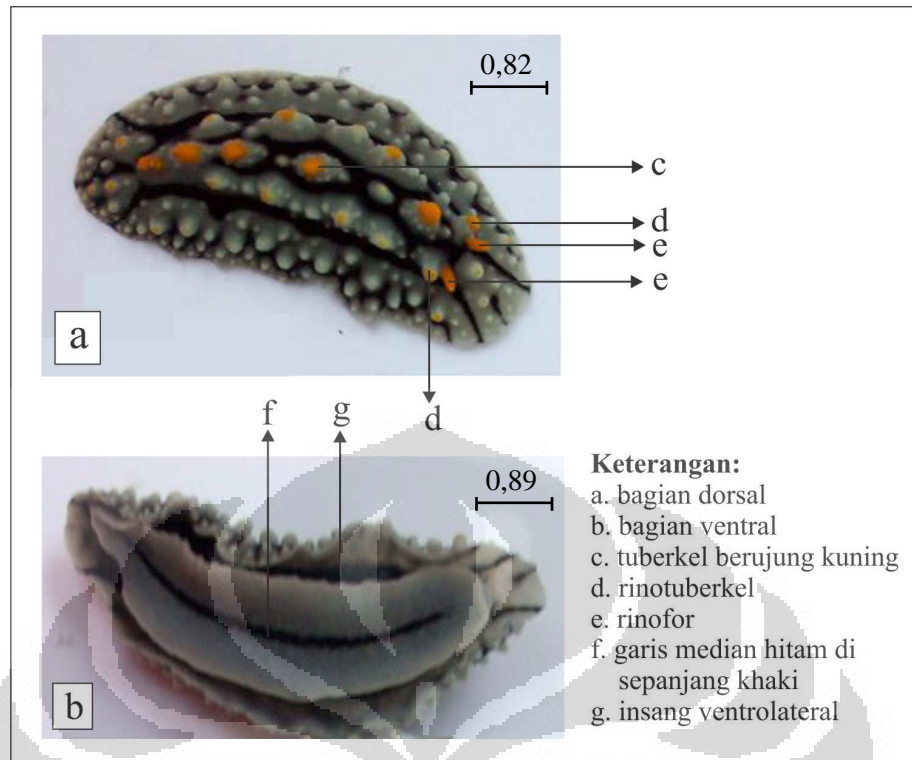 0,82
c
d
e
e
a
d
f
g
0,89
b
Keterangan:
a. bagian dorsal
b. bagian ventral
c. tuberkel berujung kuning
d. rinotuberkel
e. rinofor
f. garis median hitam di
sepanjang khaki
g. insang ventrolateral